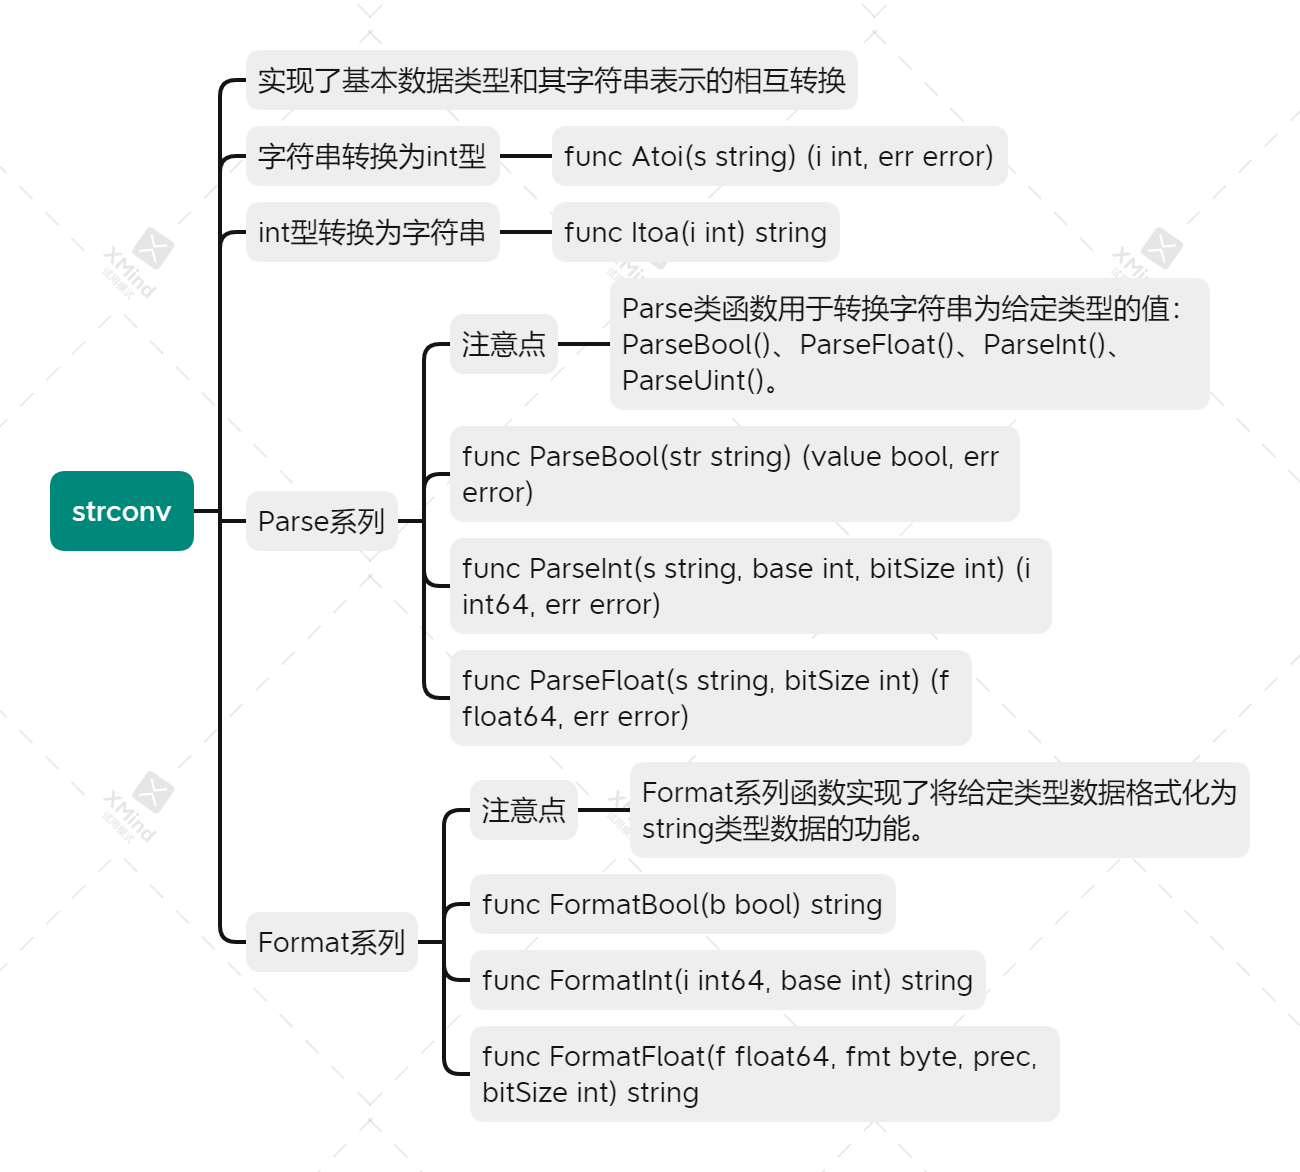 实现了基本数据类型和其字符串表示的相互转换
字符串转换为int型
func Atoi(s string) (i int, err error)
int型转换为字符串
func Itoa(i int) string
strconv
Parse系列
注意点
Parse类函数用于转换字符串为给定类型的值：
ParseBool()、ParseFloat()、ParseInt()、
ParseUint()。
func ParseBool(str string) (value bool, err
error)
func ParseInt(s string, base int, bitSize int) (i
int64, err error)
func ParseFloat(s string, bitSize int) (f
float64, err error)
Format系列
注意点
Format系列函数实现了将给定类型数据格式化为
string类型数据的功能。
func FormatBool(b bool) string
func FormatInt(i int64, base int) string
func FormatFloat(f float64, fmt byte, prec,
bitSize int) string
XMind
试用模式
XMind
试用模式